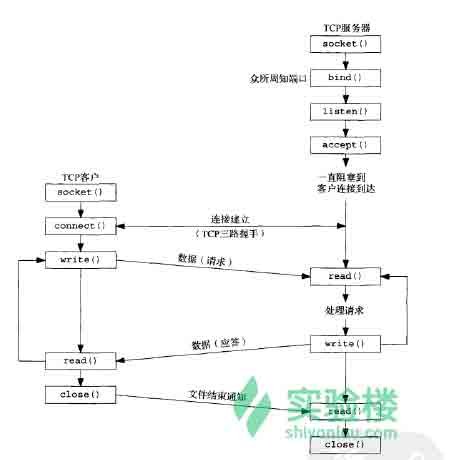 TCP服务器
socket()
众所周知端口
bind()
listen()
accept()
一直阻塞到
客户连接到达
TCP客户
socket()
connect()
连接建立
(TCP三路握手)
write()
数据(请求)
read()
处理请求
数据(应答)
write()
read()
close()
文件结束通知
read()
close()
实验楼
shiyanlou.com